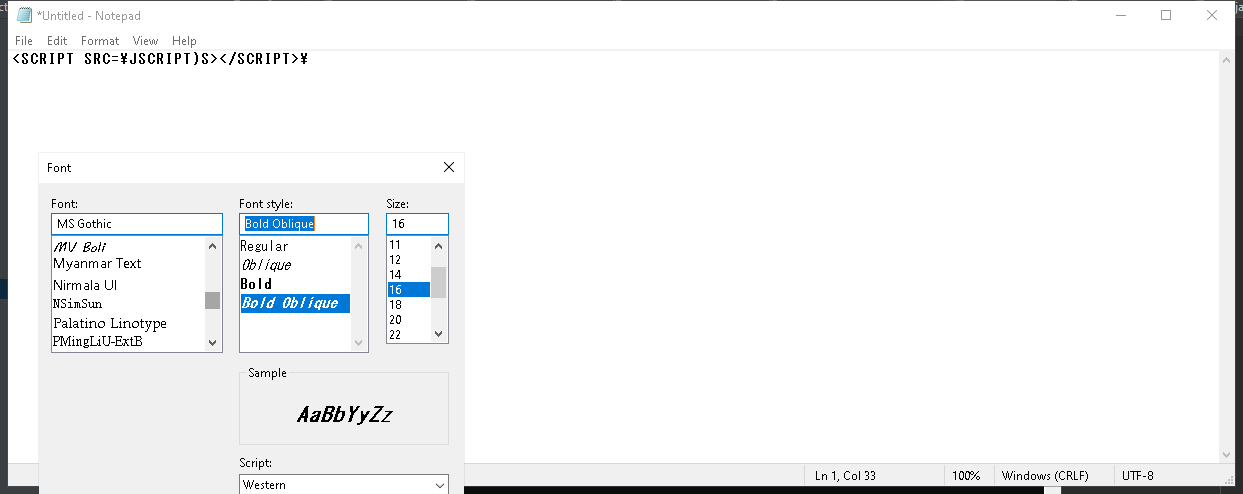 *Untitled - Notepad
File Edit Format View Help
<SCRIPT SRC=¥JSCRIPT)S></SCRIPT>¥
Font
Font: Font style: Size:
MS Gothic Bold Oblique 16
MV Boli Regular 11
Myanmar Text Oblique 12
Nirmala UI Bold 14
NSimSun Bold Oblique 16
Palatino Linotype 18
PMingLiU-ExtB 20
22
Sample
AaBbYyZz
Script:
Western
Ln 1, Col 33 100% Windows (CRLF) UTF-8